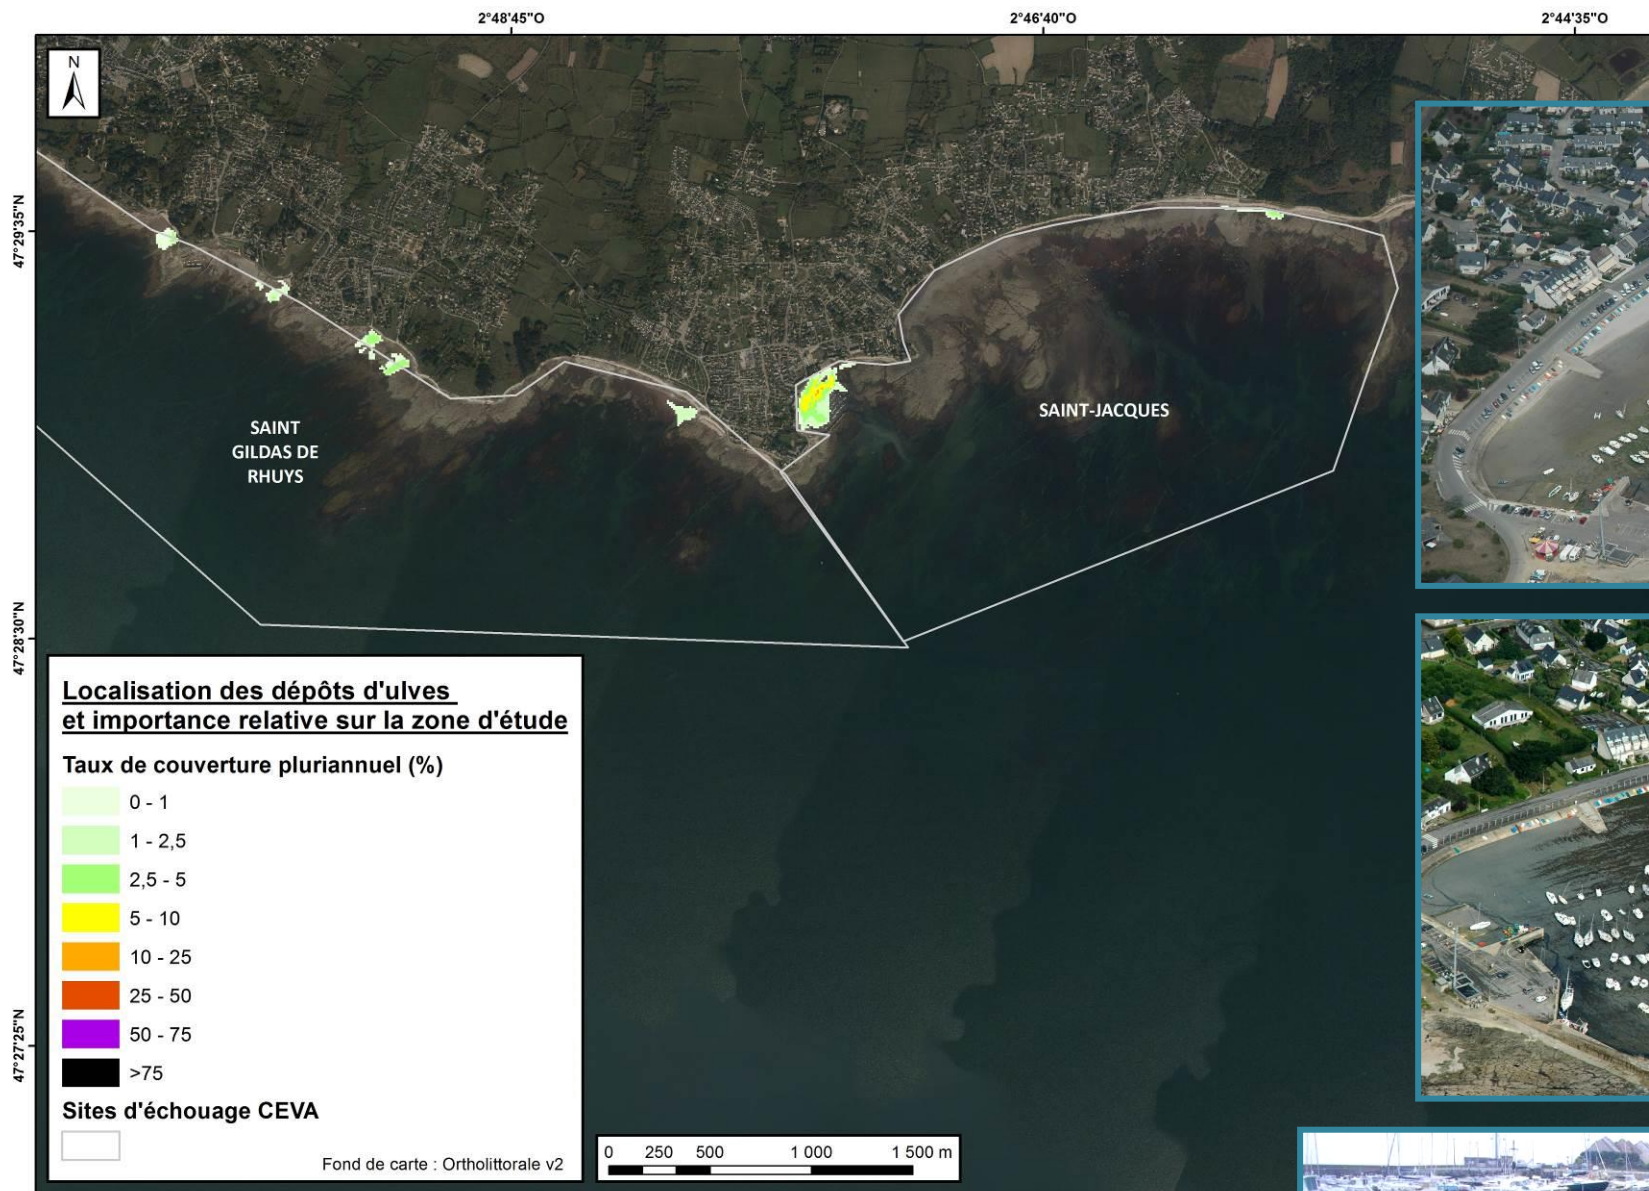 2°48'45"O
2°46'40"O
2°44'35"O
N
47°29'35"N
47°28'30"N
47°27'25"N
SAINT
GILDAS DE
RHUYS
SAINT-JACQUES
Localisation des dépôts d'ulves
et importance relative sur la zone d'étude
Taux de couverture pluriannuel (%)
0 - 1
1 - 2,5
2,5 - 5
5 - 10
10 - 25
25 - 50
50 - 75
>75
Sites d'échouage CEVA
Fond de carte : Ortholittorale v2
0 250 500 1 000 1 500 m